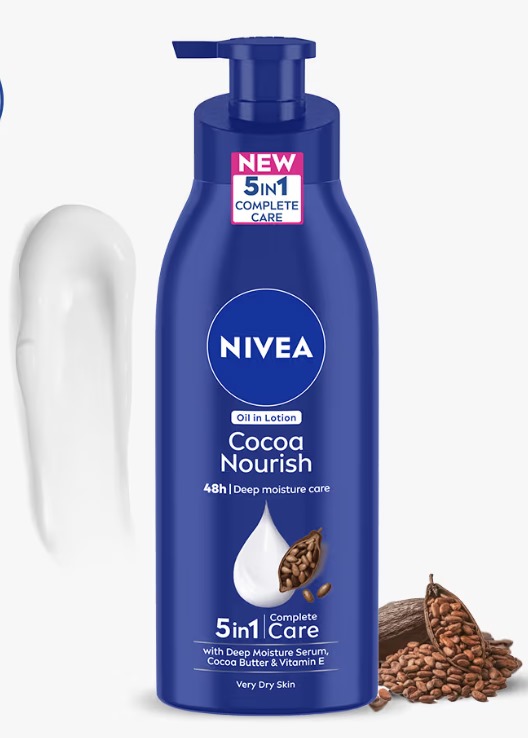 NEW
5IN1
COMPLETE
CARE
NIVEA
Oil in Lotion
Cocoa
Nourish
48h | Deep moisture care
5in1 | Complete Care
with Deep Moisture Serum,
Cocoa Butter & Vitamin E
Very Dry Skin